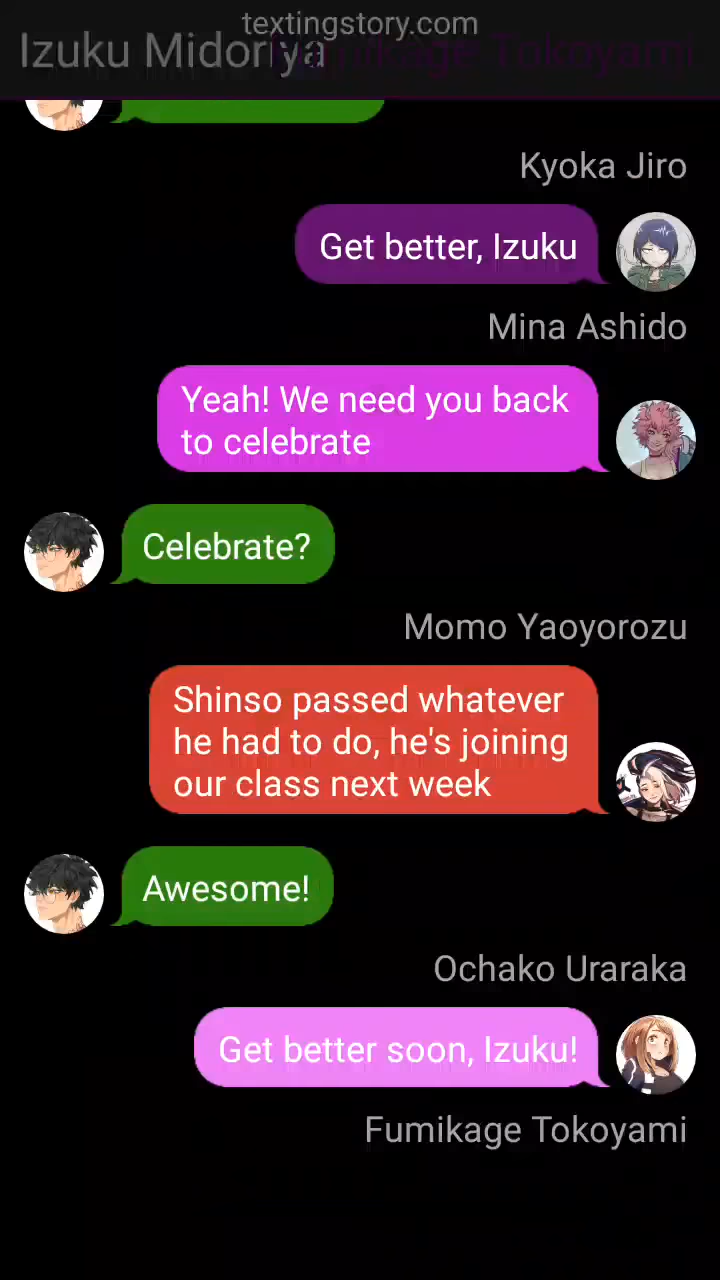 textingstory.com
Izuku Midoriya
Fumikage Tokoyami
Kyoka Jiro
Get better, Izuku
Mina Ashido
Yeah! We need you back
to celebrate
Celebrate?
Momo Yaoyorozu
Shinso passed whatever
he had to do, he's joining
our class next week
Awesome!
Ochako Uraraka
Get better soon, Izuku!
Fumikage Tokoyami